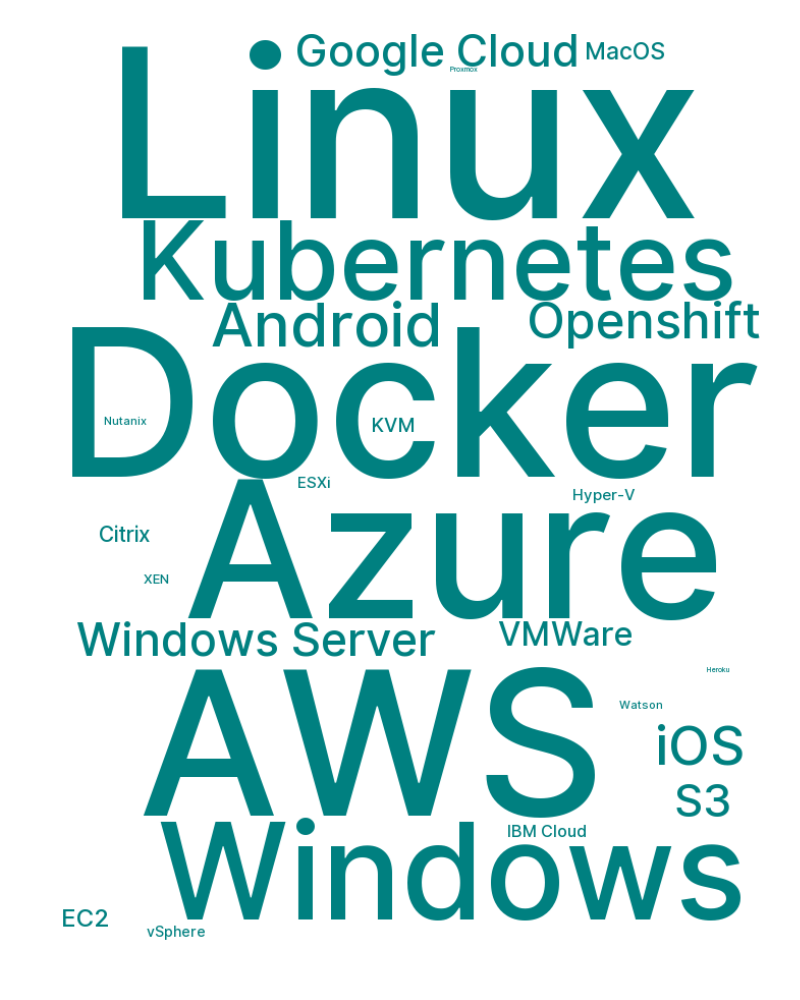 Google Cloud MacOS
Proxmox
Linux
Kubernetes
Android Openshift
Docker
Nutanix KVM
ESXi
Hyper-V
Citrix
Azure
XEN
Windows Server VMWare
Heroku
AWS
Watson
iOS
S3
IBM Cloud
Windows
EC2
vSphere